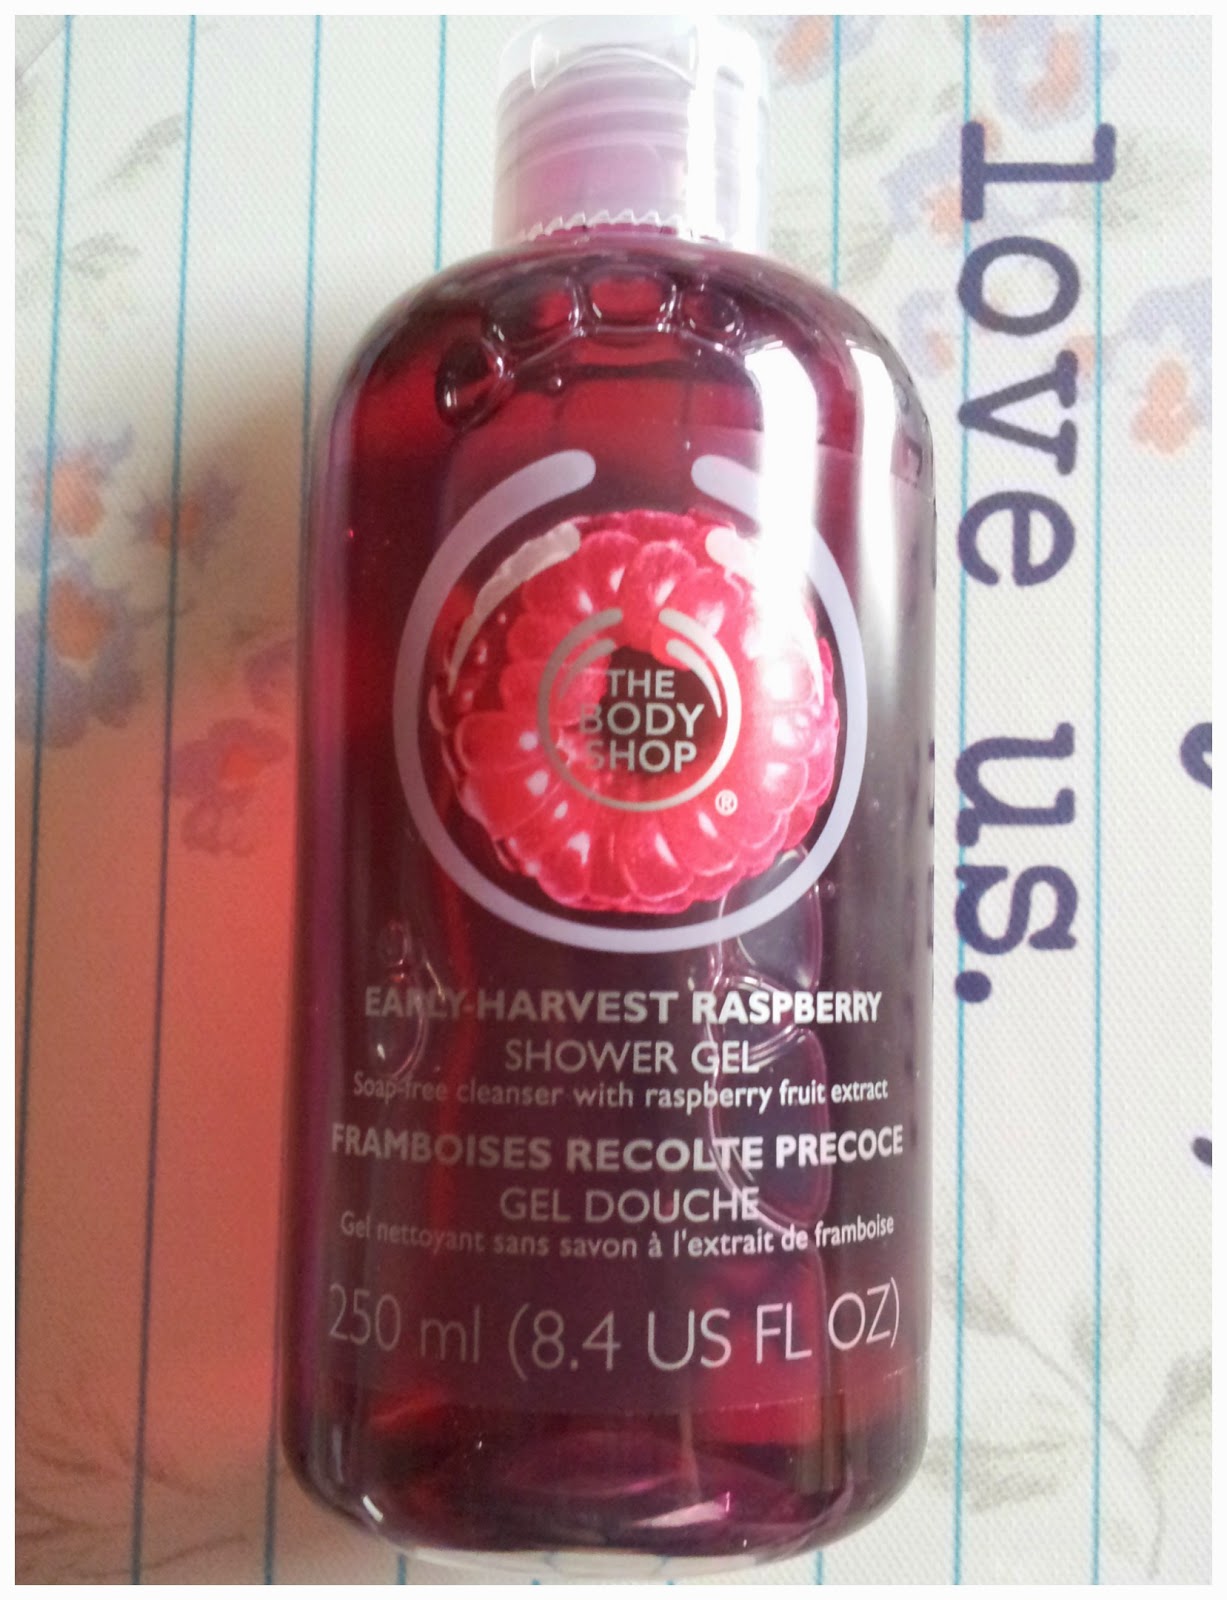 THE
BODY
SHOP
®
EARLY-HARVEST RASPBERRY
SHOWER GEL
Soap-free cleanser with raspberry fruit extract
FRAMBOISES RECOLTE PRECOCE
GEL DOUCHE
Gel nettoyant sans savon à l'extrait de framboise
250 ml (8.4 US FL OZ)
love us.